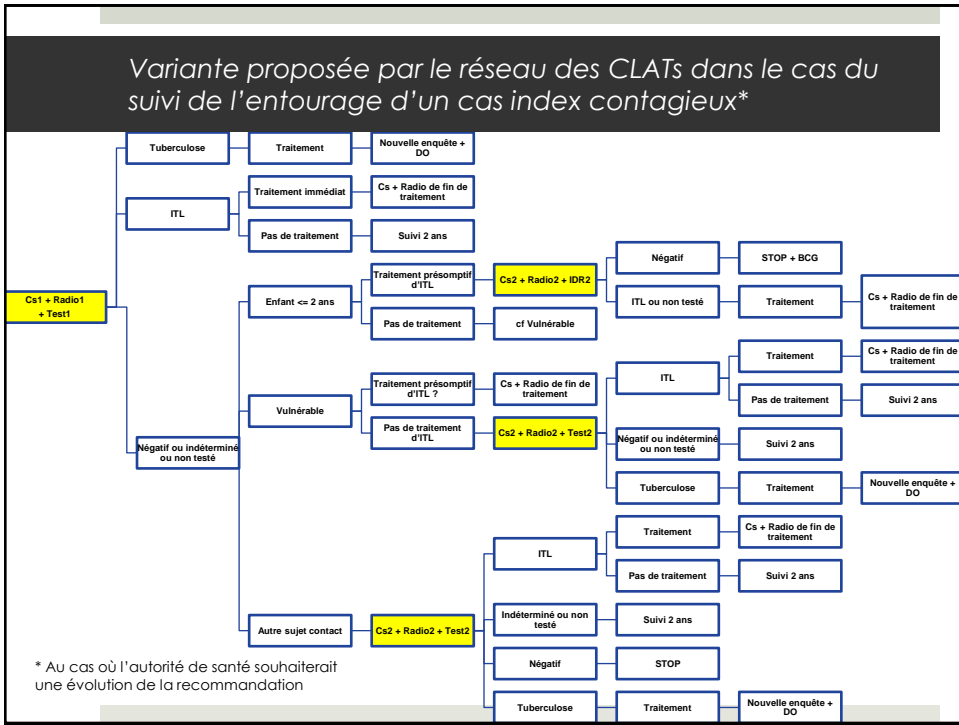 Variante proposée par le réseau des CLATs dans le cas du
suivi de l'entourage d'un cas index contagieux*
Tuberculose
Traitement
Nouvelle enquête +
DO
ITL
Traitement immédiat
Cs + Radio de fin de
traitement
Pas de traitement
Suivi 2 ans
Cs1 + Radio1
+ Test1
Négatif ou indéterminé
ou non testé
Enfant <= 2 ans
Traitement présomptif
d'ITL
Cs2 + Radio2 + IDR2
Négatif
STOP + BCG
ITL ou non testé
Traitement
Cs + Radio de fin de
traitement
Pas de traitement
cf Vulnérable
Vulnérable
Traitement présomptif
d'ITL ?
Cs + Radio de fin de
traitement
Pas de traitement
d'ITL
Cs2 + Radio2 + Test2
ITL
Traitement
Cs + Radio de fin de
traitement
Pas de traitement
Suivi 2 ans
Négatif ou indéterminé
ou non testé
Suivi 2 ans
Tuberculose
Traitement
Nouvelle enquête +
DO
Autre sujet contact
Cs2 + Radio2 + Test2
ITL
Traitement
Cs + Radio de fin de
traitement
Pas de traitement
Suivi 2 ans
Indéterminé ou non
testé
Suivi 2 ans
Négatif
STOP
Tuberculose
Traitement
Nouvelle enquête +
DO
* Au cas où l'autorité de santé souhaiterait
une évolution de la recommandation